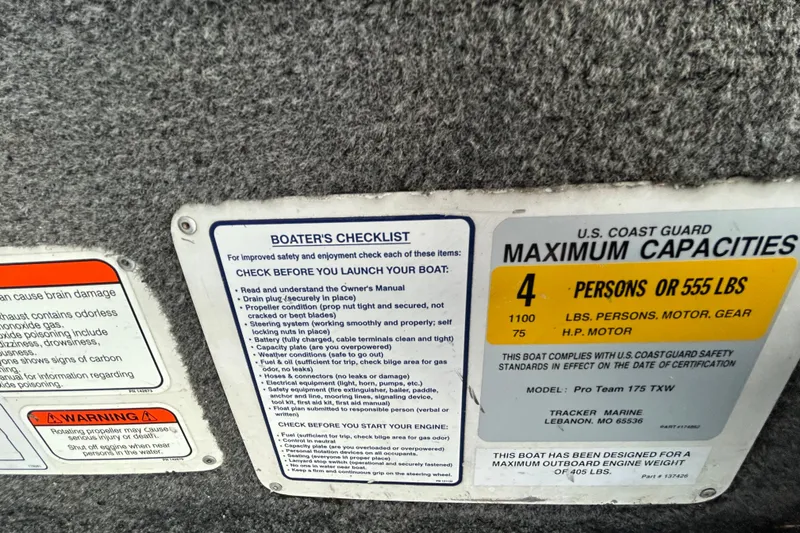 an cause brain damage
haust contains odorless
onoxide gas.
xide poisoning include
dizziness, drowsiness,
usness.
one shows signs of carbon
ning.
anual for information regarding
xide poisoning.
WARNING
Rotating propeller may cause
serious injury or death.
Shut off engine when near
persons in the water.
BOATER'S CHECKLIST
For improved safety and enjoyment check each of these items:
CHECK BEFORE YOU LAUNCH YOUR BOAT:
• Read and understand the Owner's Manual
• Drain plug (securely in place)
• Propeller condition (prop nut tight and secured, not
cracked or bent blades)
• Steering system (working smoothly and properly; self
locking nuts in place)
• Battery (fully charged, cable terminals clean and tight)
• Capacity plate (are you overpowered)
• Weather conditions (safe to go out)
• Fuel & oil (sufficient for trip, check bilge area for gas
odor, no leaks)
• Hoses & connectors (no leaks or damage)
• Electrical equipment (light, horn, pumps, etc.)
• Safety equipment (fire extinguisher, bailer, paddle,
anchor and line, mooring lines, signaling device,
tool kit, first aid kit, first aid manual)
• Float plan submitted to responsible person (verbal or
written)
CHECK BEFORE YOU START YOUR ENGINE:
• Fuel (sufficient for trip, check bilge area for gas odor)
• Control in neutral
• Capacity plate (are you overloaded or overpowered)
• Personal flotation devices on all occupants.
• Seating (everyone in proper place)
• Lanyard stop switch (operational and securely fastened)
• No one in water near boat.
• Keep a firm and continuous grip on the steering wheel.
U.S. COAST GUARD
MAXIMUM CAPACITIES
4 PERSONS OR 555 LBS
1100 LBS. PERSONS. MOTOR. GEAR
75 H.P. MOTOR
THIS BOAT COMPLIES WITH U.S. COAST GUARD SAFETY
STANDARDS IN EFFECT ON THE DATE OF CERTIFICATION
MODEL: Pro Team 175 TXW
TRACKER MARINE
LEBANON. MO 65536
THIS BOAT HAS BEEN DESIGNED FOR A
MAXIMUM OUTBOARD ENGINE WEIGHT
OF 405 LBS.
Part # 137426